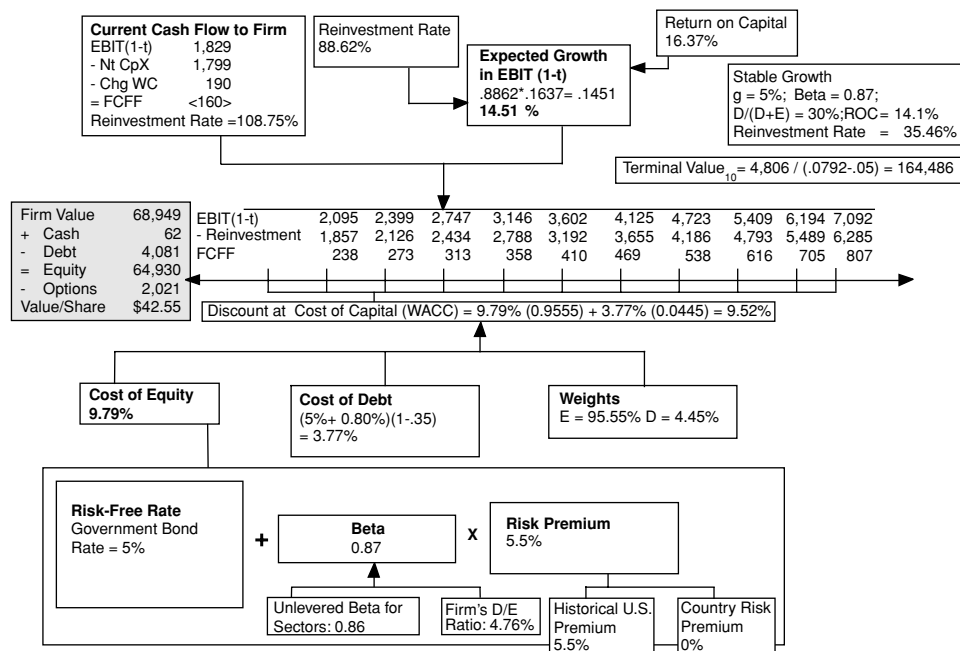 Current Cash Flow to Firm
EBIT(1-t) 1,829
- Nt CpX 1,799
- Chg WC 190
= FCFF <160>
Reinvestment Rate =108.75%
Reinvestment Rate
88.62%
Expected Growth
in EBIT (1-t)
.8862*.1637= .1451
14.51 %
Return on Capital
16.37%
Stable Growth
g = 5%; Beta = 0.87;
D/(D+E) = 30%;ROC= 14.1%
Reinvestment Rate = 35.46%
Terminal Value10= 4,806 / (.0792-.05) = 164,486
Firm Value 68,949
+ Cash 62
- Debt 4,081
= Equity 64,930
- Options 2,021
Value/Share $42.55
EBIT(1-t) 2,095 2,399 2,747 3,146 3,602 4,125 4,723 5,409 6,194 7,092
- Reinvestment 1,857 2,126 2,434 2,788 3,192 3,655 4,186 4,793 5,489 6,285
FCFF 238 273 313 358 410 469 538 616 705 807
Discount at Cost of Capital (WACC) = 9.79% (0.9555) + 3.77% (0.0445) = 9.52%
Cost of Equity
9.79%
Cost of Debt
(5%+ 0.80%)(1-.35)
= 3.77%
Weights
E = 95.55% D = 4.45%
Risk-Free Rate
Government Bond
Rate = 5%
+
Beta
0.87
X
Risk Premium
5.5%
Unlevered Beta for
Sectors: 0.86
Firm's D/E
Ratio: 4.76%
Historical U.S.
Premium
5.5%
Country Risk
Premium
0%